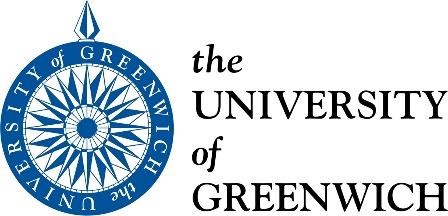 the UNIVERSITY of GREENWICH
the
UNIVERSITY
of
GREENWICH